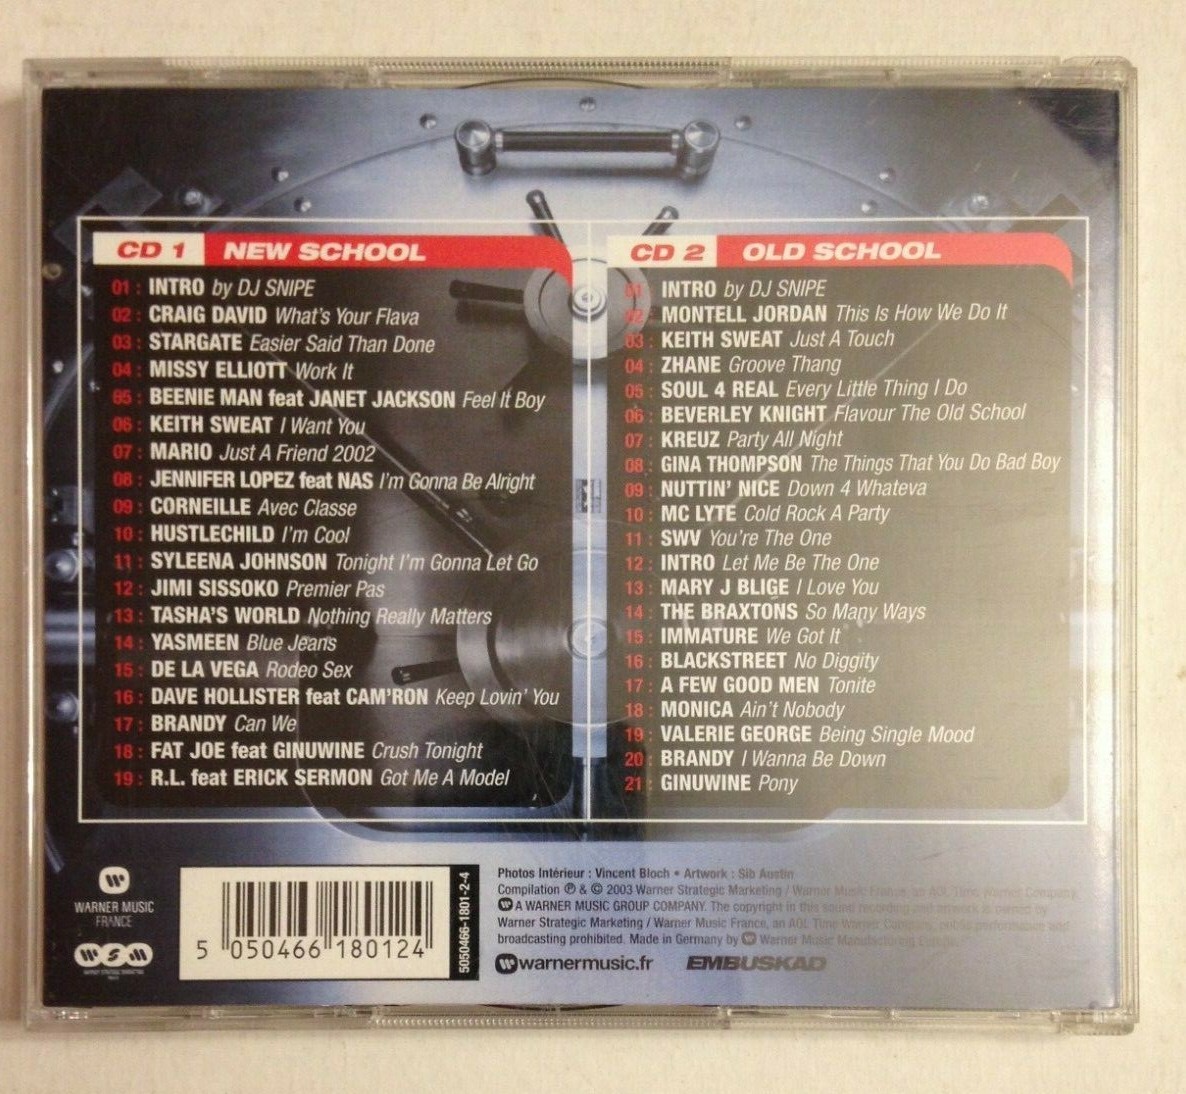 CD 1 NEW SCHOOL
01 : INTRO by DJ SNIPE
02 : CRAIG DAVID What's Your Flava
03 : STARGATE Easier Said Than Done
04 : MISSY ELLIOTT Work It
05 : BEENIE MAN feat JANET JACKSON Feel It Boy
06 : KEITH SWEAT I Want You
07 : MARIO Just A Friend 2002
08 : JENNIFER LOPEZ feat NAS I'm Gonna Be Alright
09 : CORNEILLE Avec Classe
10 : HUSTLECHILD I'm Cool
11 : SYLEENA JOHNSON Tonight I'm Gonna Let Go
12 : JIMI SISSOKO Premier Pas
13 : TASHA'S WORLD Nothing Really Matters
14 : YASMEEN Blue Jeans
15 : DE LA VEGA Rodeo Sex
16 : DAVE HOLLISTER feat CAM'RON Keep Lovin' You
17 : BRANDY Can We
18 : FAT JOE feat GINUWINE Crush Tonight
19 : R.L. feat ERICK SERMON Got Me A Model
CD 2 OLD SCHOOL
01 : INTRO by DJ SNIPE
02 : MONTELL JORDAN This Is How We Do It
03 : KEITH SWEAT Just A Touch
04 : ZHANE Groove Thang
05 : SOUL 4 REAL Every Little Thing I Do
06 : BEVERLEY KNIGHT Flavour The Old School
07 : KREUZ Party All Night
08 : GINA THOMPSON The Things That You Do Bad Boy
09 : NUTTIN' NICE Down 4 Whateva
10 : MC LYTE Cold Rock A Party
11 : SWV You're The One
12 : INTRO Let Me Be The One
13 : MARY J BLIGE I Love You
14 : THE BRAXTONS So Many Ways
15 : IMMATURE We Got It
16 : BLACKSTREET No Diggity
17 : A FEW GOOD MEN Tonite
18 : MONICA Ain't Nobody
19 : VALERIE GEORGE Being Single Mood
20 : BRANDY I Wanna Be Down
21 : GINUWINE Pony
WARNER MUSIC
FRANCE
WSM
5 050466 180124
5050466-1801-2-4
Photos Intérieur : Vincent Bloch • Artwork : Sib Austin
Compilation ℗ & © 2003 Warner Strategic Marketing / Warner Music France, an AOL Time Warner Company.
A WARNER MUSIC GROUP COMPANY. The copyright in this sound recording and artwork is owned by
Warner Strategic Marketing / Warner Music France, an AOL Time Warner Company, public performance and
broadcasting prohibited. Made in Germany by Warner Music Manufacturing Europe.
warnermusic.fr EMBUSKAD